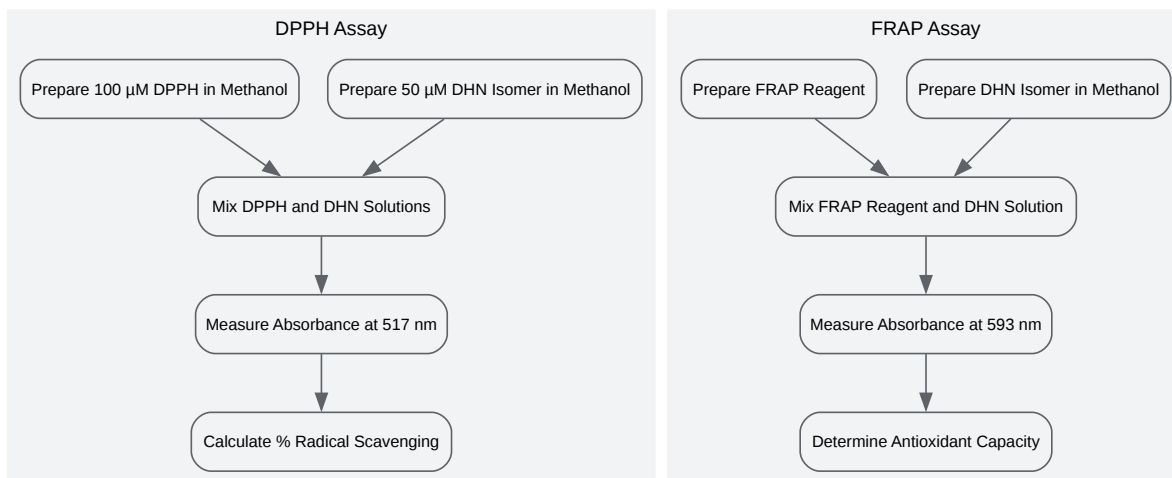 DPPH Assay
Prepare 100 µM DPPH in Methanol
Prepare 50 µM DHN Isomer in Methanol
Mix DPPH and DHN Solutions
Measure Absorbance at 517 nm
Calculate % Radical Scavenging
FRAP Assay
Prepare FRAP Reagent
Prepare DHN Isomer in Methanol
Mix FRAP Reagent and DHN Solution
Measure Absorbance at 593 nm
Determine Antioxidant Capacity